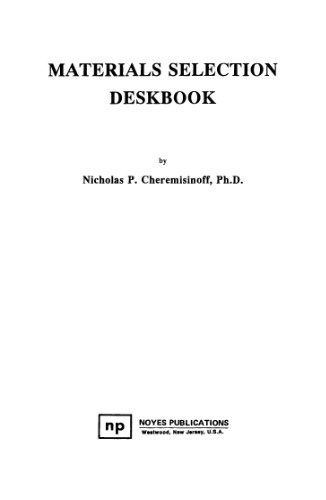 MATERIALS SELECTION
DESKBOOK
by
Nicholas P. Cheremisinoff, Ph.D.
np
NOYES PUBLICATIONS
Westwood, New Jersey, U.S.A.